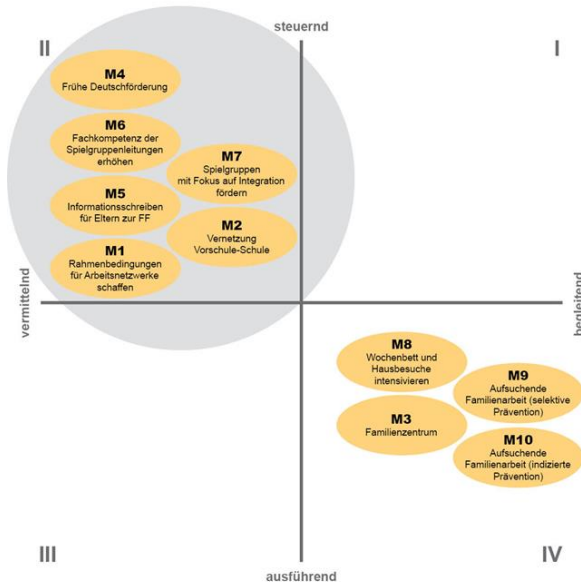 steuernd
II
I
M4
Frühe Deutschförderung
M6
Fachkompetenz der
Spielgruppenleitungen
erhöhen
M7
Spielgruppen
mit Fokus auf Integration
fördern
M5
Informationsschreiben
für Eltern zur FF
M2
Vernetzung
Vorschule-Schule
M1
Rahmenbedingungen
für Arbeitsnetzwerke
schaffen
vermittelnd
begleitend
M8
Wochenbett und
Hausbesuche
intensivieren
M9
Aufsuchende
Familienarbeit (selektive
Prävention)
M3
Familienzentrum
M10
Aufsuchende
Familienarbeit (indizierte
Prävention)
III
IV
ausführend